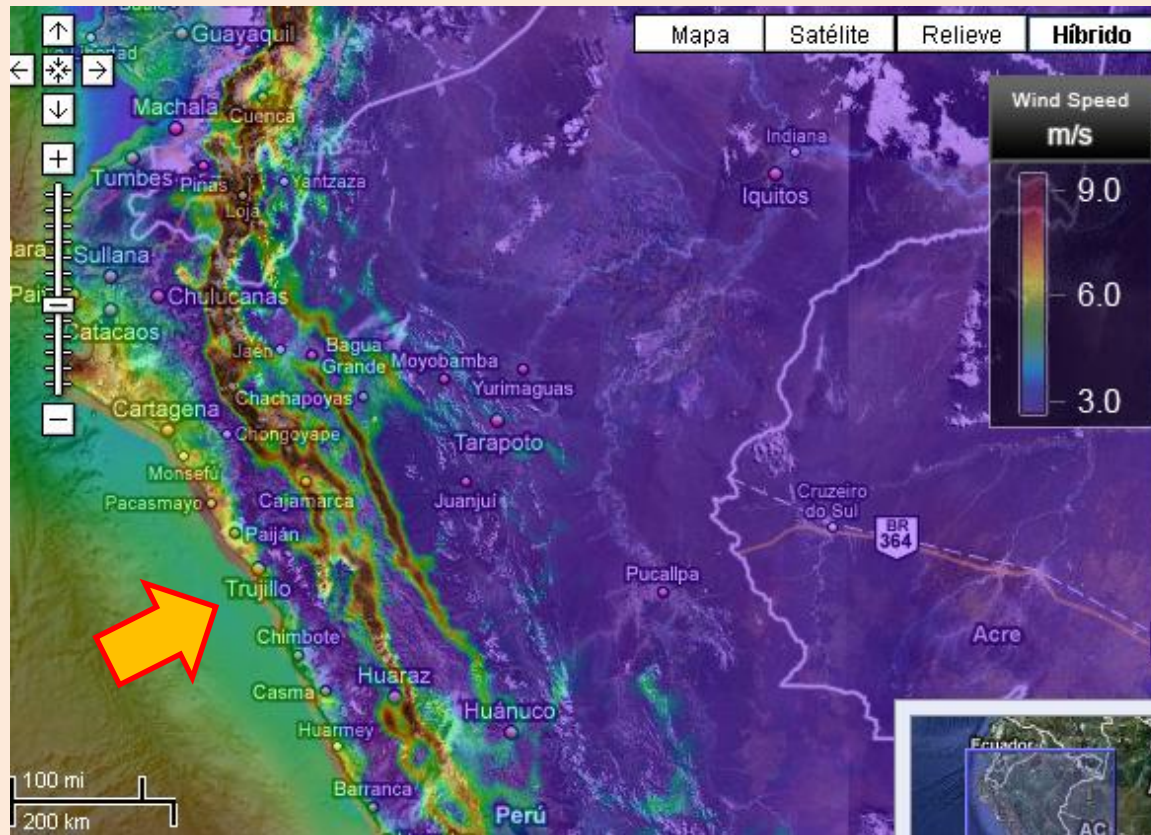 Guayaquil
Mapa
Satélite
Relieve
Híbrido
Wind Speed
m/s
9.0
6.0
3.0
Machala
Cuenca
Indiana
Tumbes
Piñas
Yantzaza
Iquitos
Loja
Sullana
Chulucanas
Catacaos
Jaén
Bagua
Grande
Moyobamba
Yurimaguas
Chachapoyas
Cartagena
Chongoyape
Tarapoto
Monsefú
Cajamarca
Juanjuí
Pacasmayo
Cruzeiro
do Sul
Paiján
BR
364
Trujillo
Pucallpa
Chimbote
Acre
Huaraz
Casma
Huánuco
Huarmey
Ecuador
100 mi
Barranca
200 km
Perú
AC